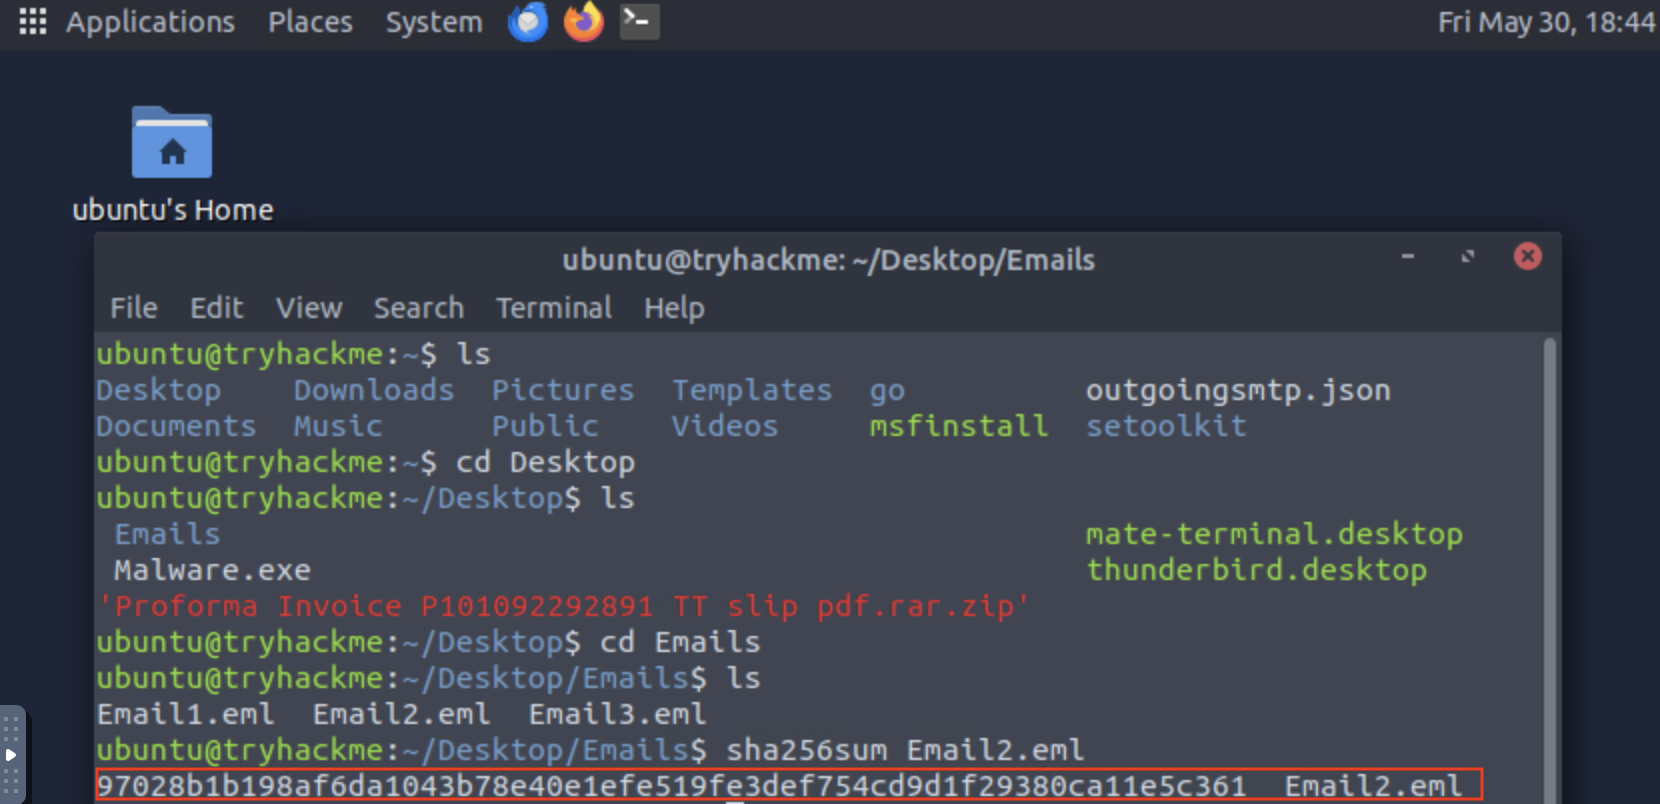 Applications Places System Fri May 30, 18:44
ubuntu's Home
ubuntu@tryhackme: ~/Desktop/Emails
File Edit View Search Terminal Help
ubuntu@tryhackme:~$ ls
Desktop Downloads Pictures Templates go outgoingsmtp.json
Documents Music Public Videos msfinstall setoolkit
ubuntu@tryhackme:~$ cd Desktop
ubuntu@tryhackme:~/Desktop$ ls
Emails mate-terminal.desktop
Malware.exe thunderbird.desktop
'Proforma Invoice P101092292891 TT slip pdf.rar.zip'
ubuntu@tryhackme:~/Desktop$ cd Emails
ubuntu@tryhackme:~/Desktop/Emails$ ls
Email1.eml Email2.eml Email3.eml
ubuntu@tryhackme:~/Desktop/Emails$ sha256sum Email2.eml
97028b1b198af6da1043b78e40e1efe519fe3def754cd9d1f29380ca11e5c361 Email2.eml